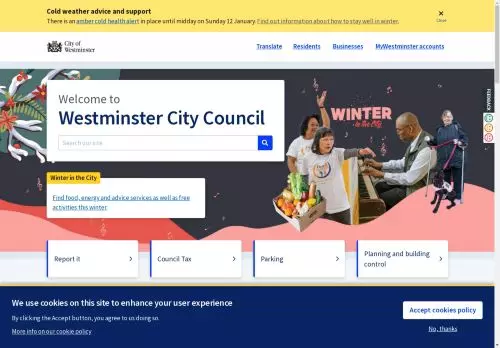 Cold weather advice and support
There is an amber cold health alert in place until midday on Sunday 12 January. Find out information about how to stay well in winter.
Close
City of
Westminster
Translate
Residents
Businesses
MyWestminster accounts
FEEDBACK
Welcome to
Westminster City Council
Search our site
WINTER
in the CITY
Winter in the City
Find food, energy and advice services as well as free
activities this winter.
Report it
Council Tax
Parking
Planning and building
control
We use cookies on this site to enhance your user experience
By clicking the Accept button, you agree to us doing so.
More info on our cookie policy
Accept cookies policy
No, thanks